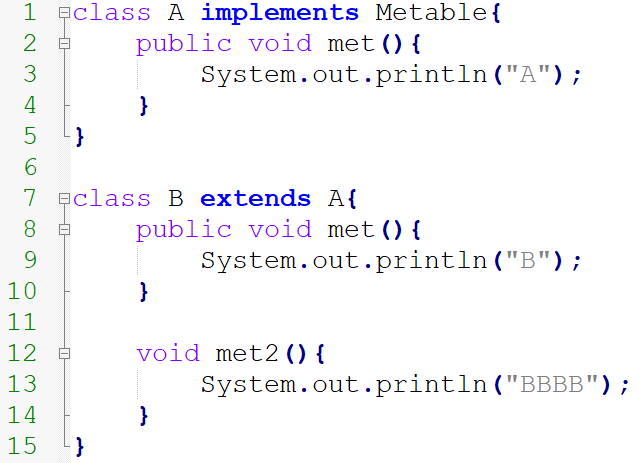 1 class A implements Metable{
2     public void met(){
3         System.out.println("A");
4     }
5 }
6
7 class B extends A{
8     public void met(){
9         System.out.println("B");
10     }
11
12     void met2(){
13         System.out.println("BBBB");
14     }
15 }